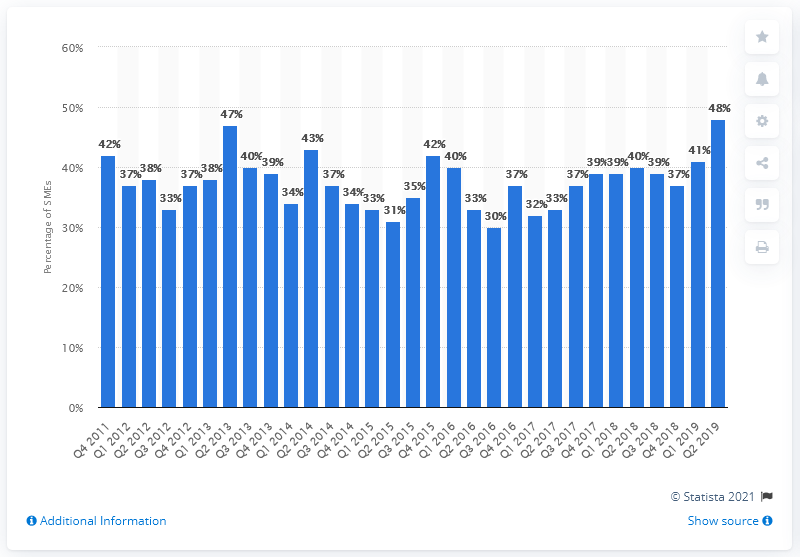 60%
50%
40%
30%
20%
10%
0%
Percentage of SMEs
42%
37%
38%
33%
37%
38%
47%
40%
39%
34%
43%
37%
34%
33%
31%
35%
42%
40%
33%
30%
37%
32%
33%
37%
39%
39%
40%
39%
37%
41%
48%
Q4 2011
Q1 2012
Q2 2012
Q3 2012
Q4 2012
Q1 2013
Q2 2013
Q3 2013
Q4 2013
Q1 2014
Q2 2014
Q3 2014
Q4 2014
Q1 2015
Q2 2015
Q3 2015
Q4 2015
Q1 2016
Q2 2016
Q3 2016
Q4 2016
Q1 2017
Q2 2017
Q3 2017
Q4 2017
Q1 2018
Q2 2018
Q3 2018
Q4 2018
Q1 2019
Q2 2019
© Statista 2021
Additional Information
Show source